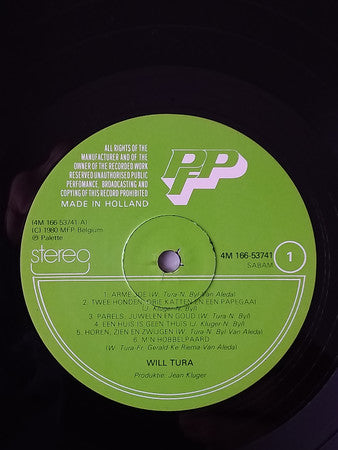 ALL RIGHTS OF THE
MANUFACTURER AND OF THE
OWNER OF THE RECORDED WORK
RESERVED UNAUTHORISED PUBLIC
PERFOMANCE, BROADCASTING AND
COPYING OF THIS RECORD PROHIBITED
MADE IN HOLLAND
PPP
(4M 166-53741 A)
(C) 1980 MFP Belgium
℗ Palette
stereo
4M 166-53741
SABAM
1
1. ARME JOE (W. Tura-N. Byl-Van Aleda)
2. TWEE HONDEN, DRIE KATTEN EN EEN PAPEGAAI
(J. Kluger-N. Byl)
3. PARELS, JUWELEN EN GOUD (W. Tura-N. Byl)
4. EEN HUIS IS GEEN THUIS (J. Kluger-N. Byl)
5. HOREN, ZIEN EN ZWIJGEN (W. Tura-N. Byl-Van Aleda)
6. M'N HOBBELPAARD
(W. Tura-Fr. Gerald-Ke Riema-Van Aleda)
WILL TURA
Produktie: Jean Kluger